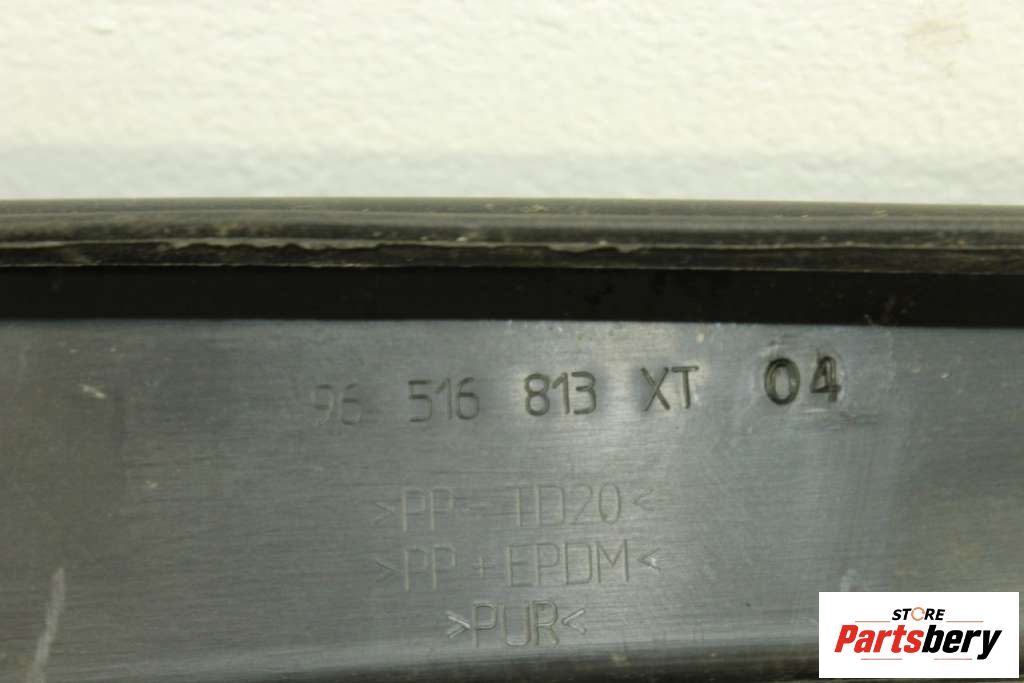 96 516 813 XT 04
>PP-TD20<
>PP+EPDM<
>PUR<
STORE
Partsbery